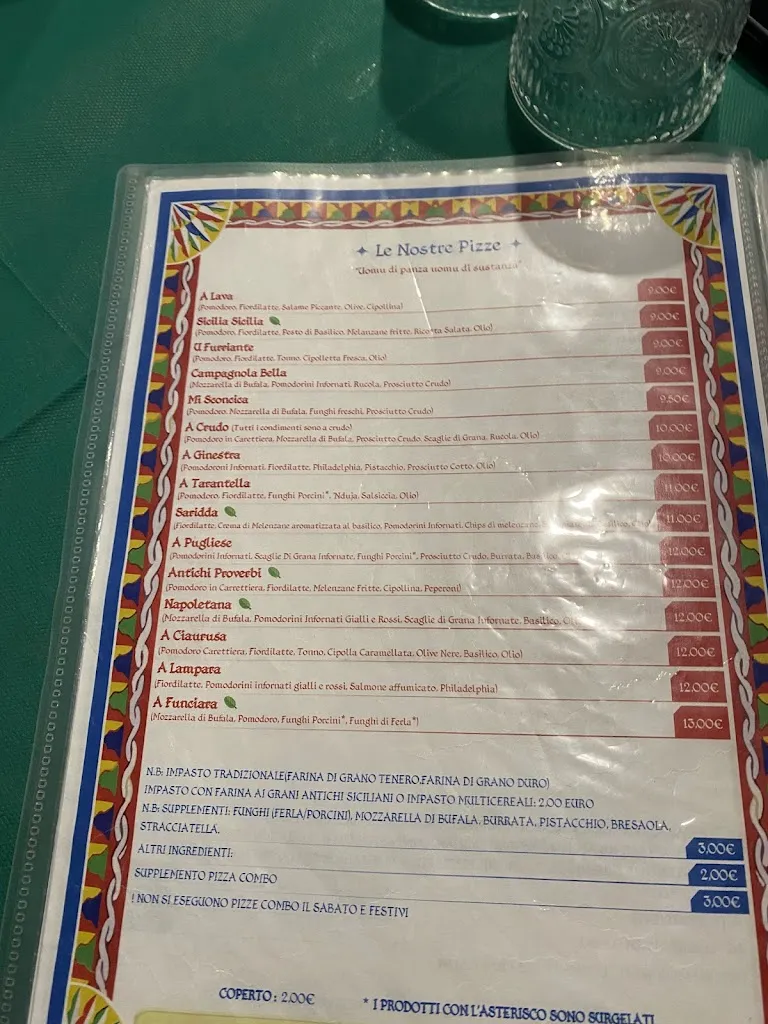 Le Nostre Pizze
"Uomu di panza uomu di sustanza"
A Lava 9,00€
(Pomodoro, Fiordilatte, Salame Piccante, Olive, Cipollina)
Sicilia Sicilia 9,00€
(Pomodoro, Fiordilatte, Pesto di Basilico, Melanzane fritte, Ricotta Salata, Olio)
U Furriante 9,00€
(Pomodoro, Fiordilatte, Tonno, Cipolletta Fresca, Olio)
Campagnola Bella 9,00€
(Mozzarella di Bufala, Pomodorini Infornati, Rucola, Prosciutto Crudo)
Mi Sconcica 9,50€
(Pomodoro, Mozzarella di Bufala, Funghi freschi, Prosciutto Crudo)
A Crudo (Tutti i condimenti sono a crudo) 10,00€
(Pomodoro in Carettiera, Mozzarella di Bufala, Prosciutto Crudo, Scaglie di Grana, Rucola, Olio)
A Ginestra 10,00€
(Pomodoroni Infornati, Fiordilatte, Philadelphia, Pistacchio, Prosciutto Cotto, Olio)
A Tarantella 11,00€
(Pomodoro, Fiordilatte, Funghi Porcini*, 'Nduja, Salsiccia, Olio)
Saridda 11,00€
(Fiordilatte, Crema di Melenzane aromatizzata al basilico, Pomodorini Infornati, Chips di melenzane,
A Pugliese 12,00€
(Pomodorini Infornati, Scaglie Di Grana Infornate, Funghi Porcini*, Prosciutto Crudo, Burrata,
Antichi Proverbi 12,00€
(Pomodoro in Carrettiera, Fiordilatte, Melenzane Fritte, Cipollina, Peperoni)
Napoletana 12,00€
(Mozzarella di Bufala, Pomodorini Infornati Gialli e Rossi, Scaglie di Grana Infornate, Basilico,
A Ciaurusa 12,00€
(Pomodoro Carettiera, Fiordilatte, Tonno, Cipolla Caramellata, Olive Nere, Basilico, Olio)
A Lampara 12,00€
(Fiordilatte, Pomodorini infornati gialli e rossi, Salmone affumicato, Philadelphia)
A Funciara 13,00€
(Mozzarella di Bufala, Pomodoro, Funghi Porcini*, Funghi di Ferla*)
N.B: IMPASTO TRADIZIONALE(FARINA DI GRANO TENERO,FARINA DI GRANO DURO)
IMPASTO CON FARINA AI GRANI ANTICHI SICILIANI O IMPASTO MULTICEREALI: 2,00 EURO
N.B: SUPPLEMENTI: FUNGHI (FERLA/PORCINI), MOZZARELLA DI BUFALA, BURRATA, PISTACCHIO, BRESAOLA,
STRACCIATELLA. 3,00€
ALTRI INGREDIENTI: 2,00€
SUPPLEMENTO PIZZA COMBO 3,00€
! NON SI ESEGUONO PIZZE COMBO IL SABATO E FESTIVI
COPERTO : 2,00€ * I PRODOTTI CON L'ASTERISCO SONO SURGELATI